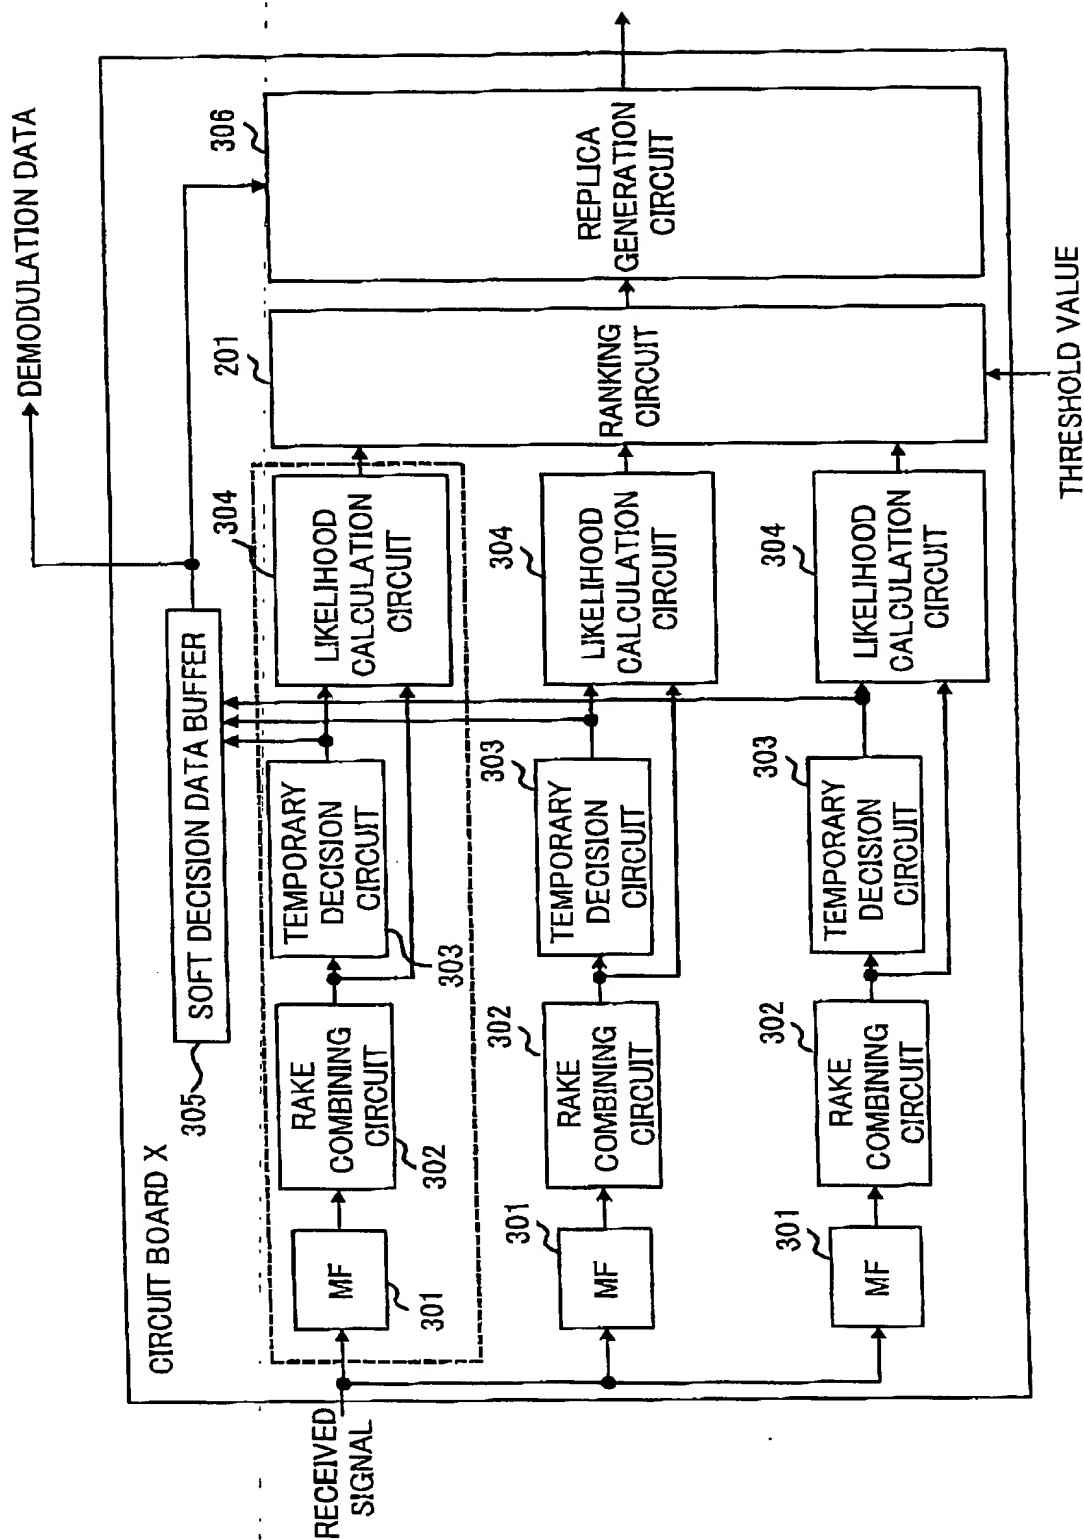 DEMODULATION DATA
CIRCUIT BOARD X
305
SOFT DECISION DATA BUFFER
RECEIVED
SIGNAL
MF
301
RAKE
COMBINING
CIRCUIT
302
TEMPORARY
DECISION
CIRCUIT
303
LIKELIHOOD
CALCULATION
CIRCUIT
304
MF
301
RAKE
COMBINING
CIRCUIT
302
TEMPORARY
DECISION
CIRCUIT
303
LIKELIHOOD
CALCULATION
CIRCUIT
304
MF
301
RAKE
COMBINING
CIRCUIT
302
TEMPORARY
DECISION
CIRCUIT
303
LIKELIHOOD
CALCULATION
CIRCUIT
304
201
RANKING
CIRCUIT
306
REPLICA
GENERATION
CIRCUIT
THRESHOLD VALUE